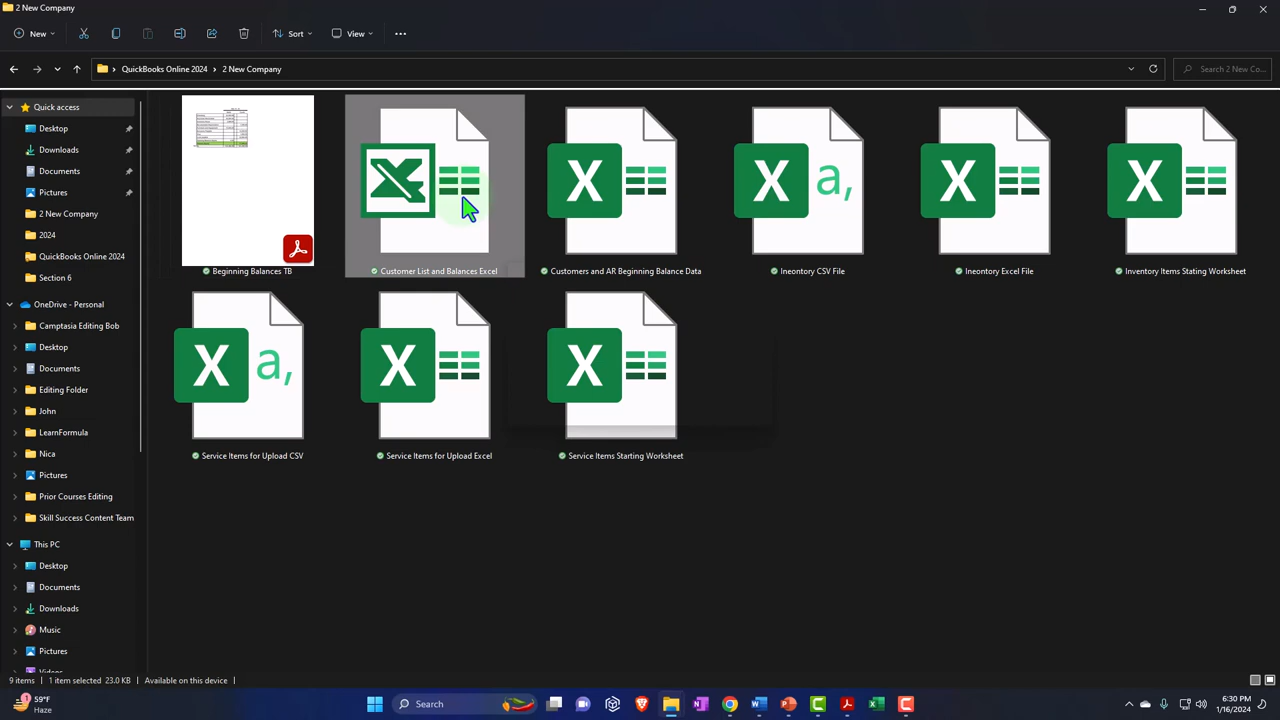 2 New Company
New
Sort
View
QuickBooks Online 2024
2 New Company
Search 2 New Co...
Quick access
Desktop
Downloads
Documents
Pictures
2 New Company
2024
QuickBooks Online 2024
Section 6
OneDrive - Personal
Camptasia Editing Bob
Desktop
Documents
Editing Folder
John
LearnFormula
Nica
Pictures
Prior Courses Editing
Skill Success Content Team
This PC
Desktop
Documents
Downloads
Music
Pictures
Beginning Balances TB
Customer List and Balances Excel
Customers and AR Beginning Balance Data
Ineontory CSV File
Ineontory Excel File
Inventory Items Stating Worksheet
Service Items for Upload CSV
Service Items for Upload Excel
Service Items Starting Worksheet
9 items
1 item selected 23.0 KB
Available on this device
1
59°F
Haze
Search
6:30 PM
1/16/2024